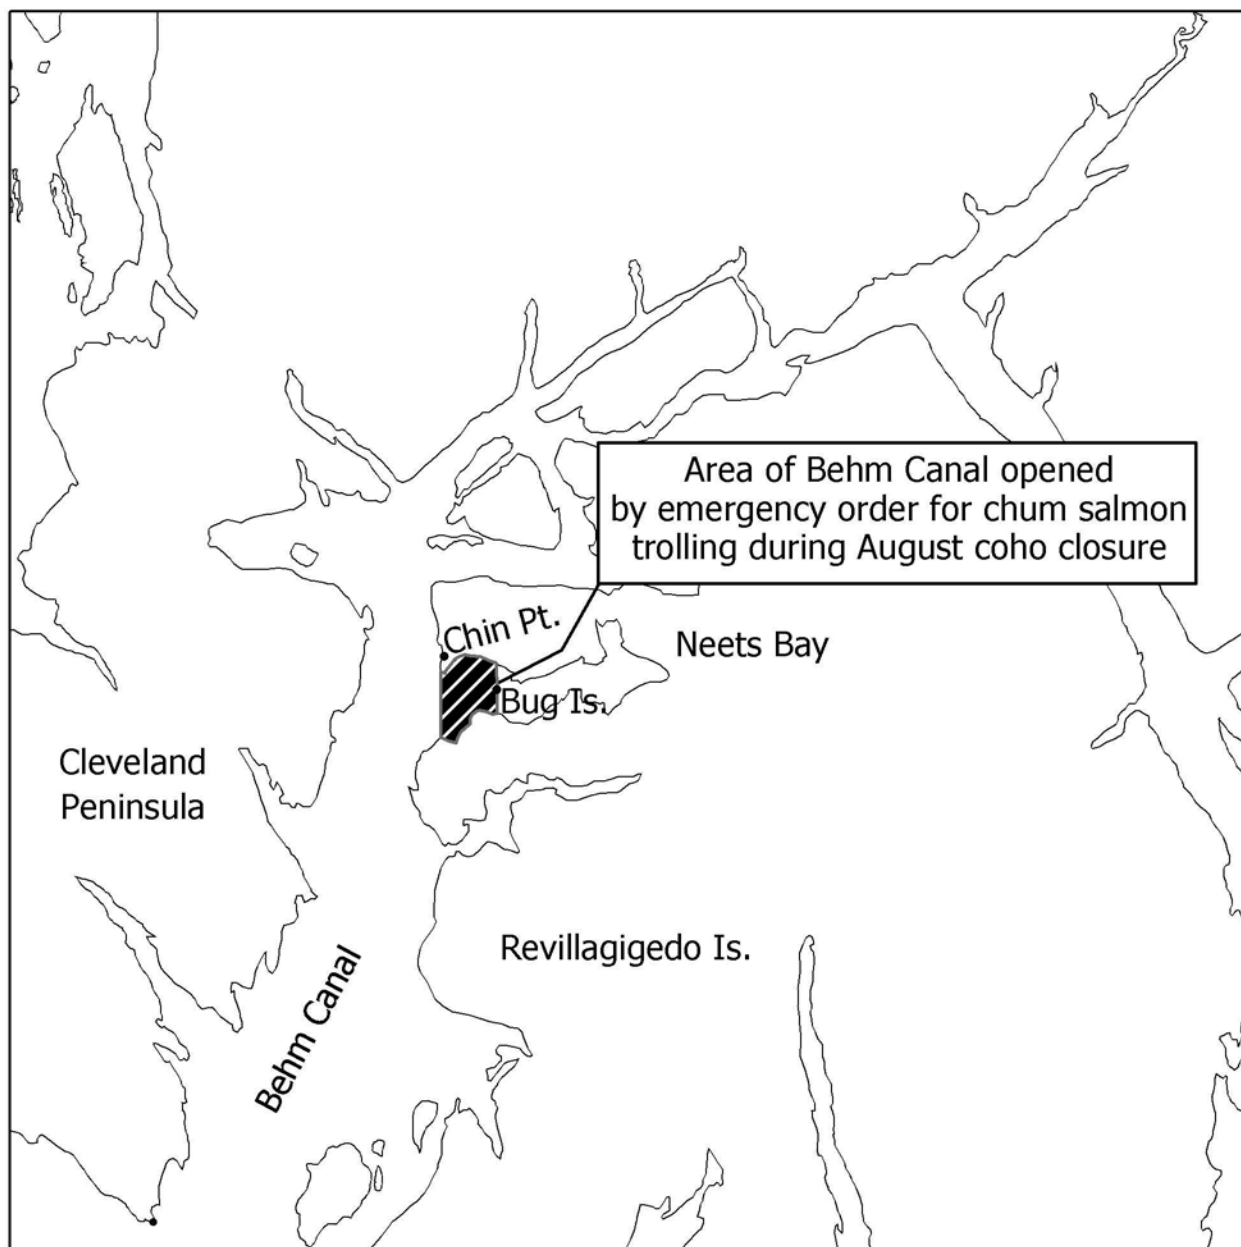 Area of Behm Canal opened
by emergency order for chum salmon
trolling during August coho closure
Chin Pt.
Neets Bay
Bug Is.
Cleveland
Peninsula
Revillagigedo Is.
Behm Canal